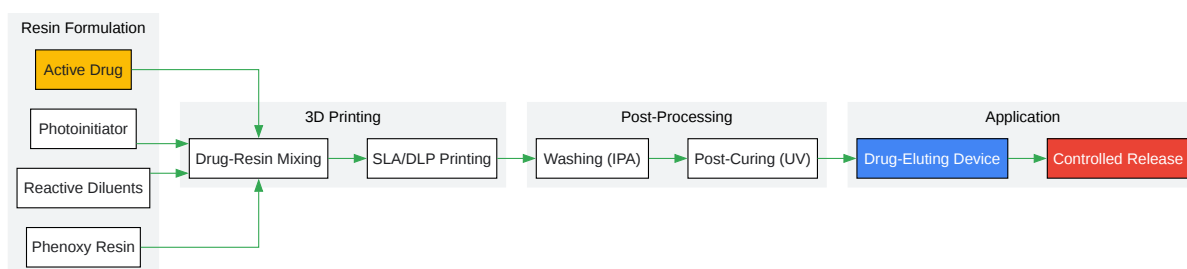 Resin Formulation
Active Drug
Photoinitiator
Reactive Diluents
Phenoxy Resin
3D Printing
Drug-Resin Mixing
SLA/DLP Printing
Post-Processing
Washing (IPA)
Post-Curing (UV)
Application
Drug-Eluting Device
Controlled Release